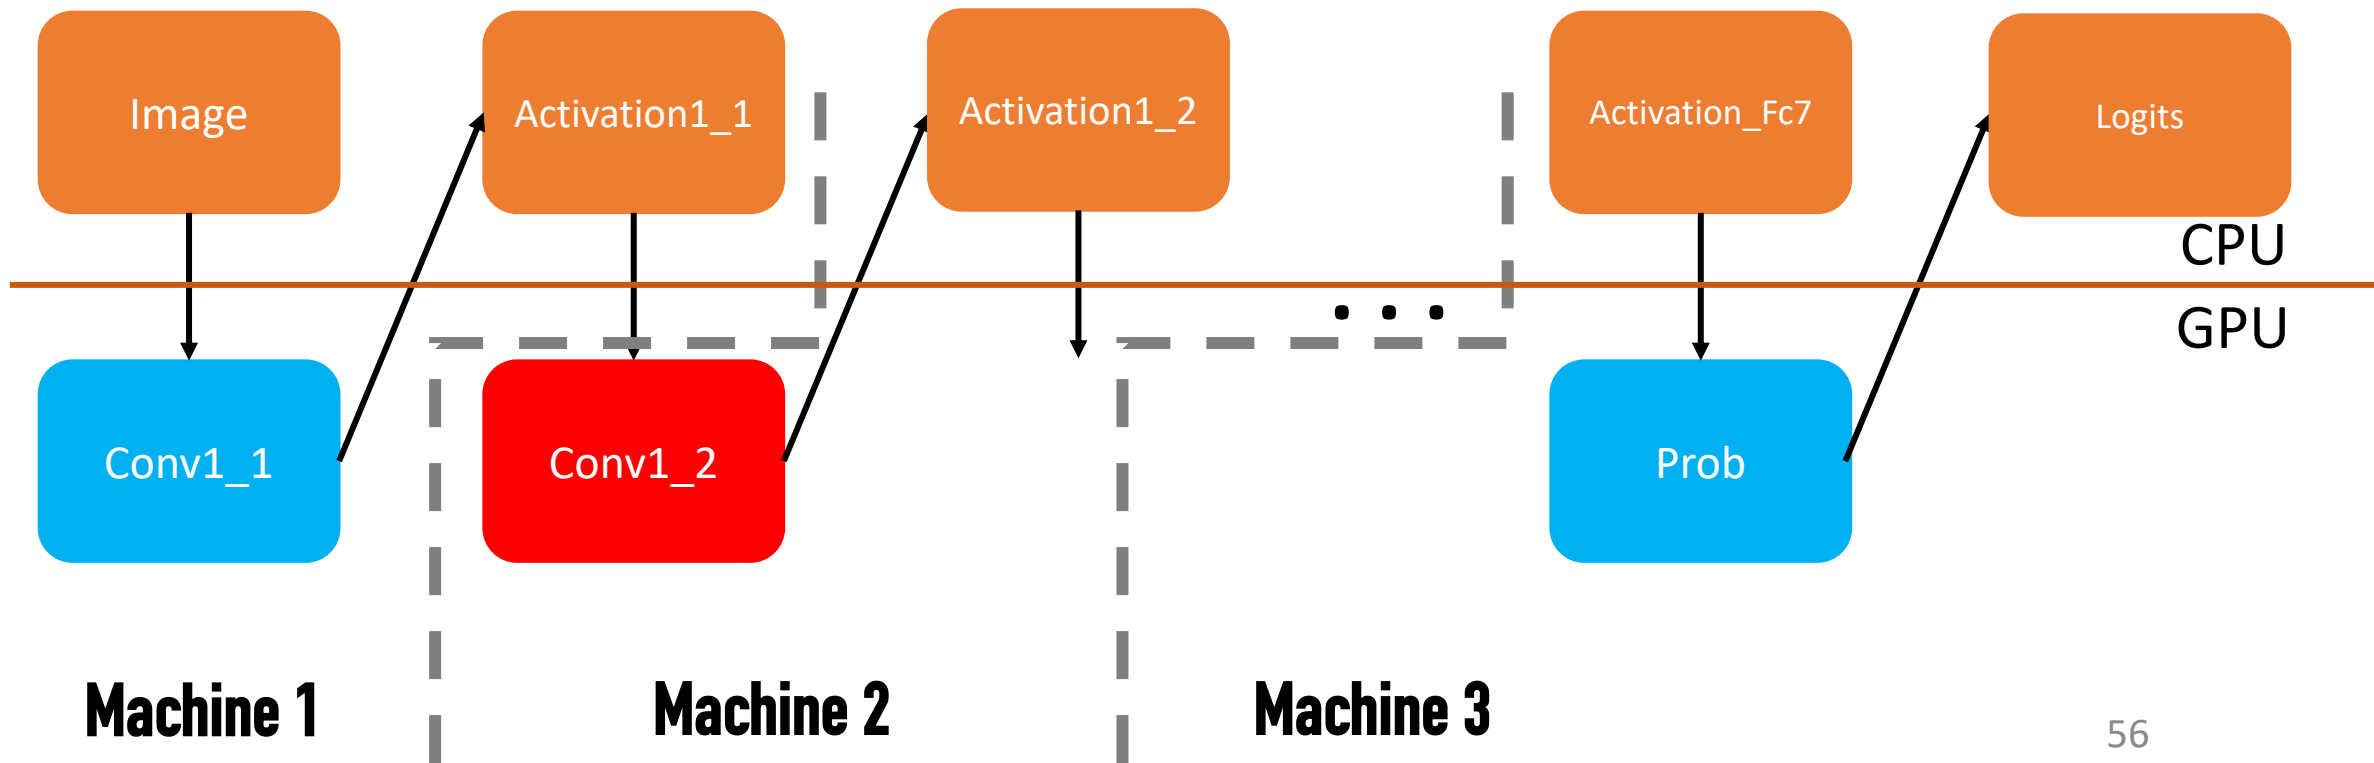 Image
Activation1_1
Activation1_2
Activation_Fc7
Logits
CPU
...
GPU
Conv1_1
Conv1_2
Prob
Machine 1
Machine 2
Machine 3
56